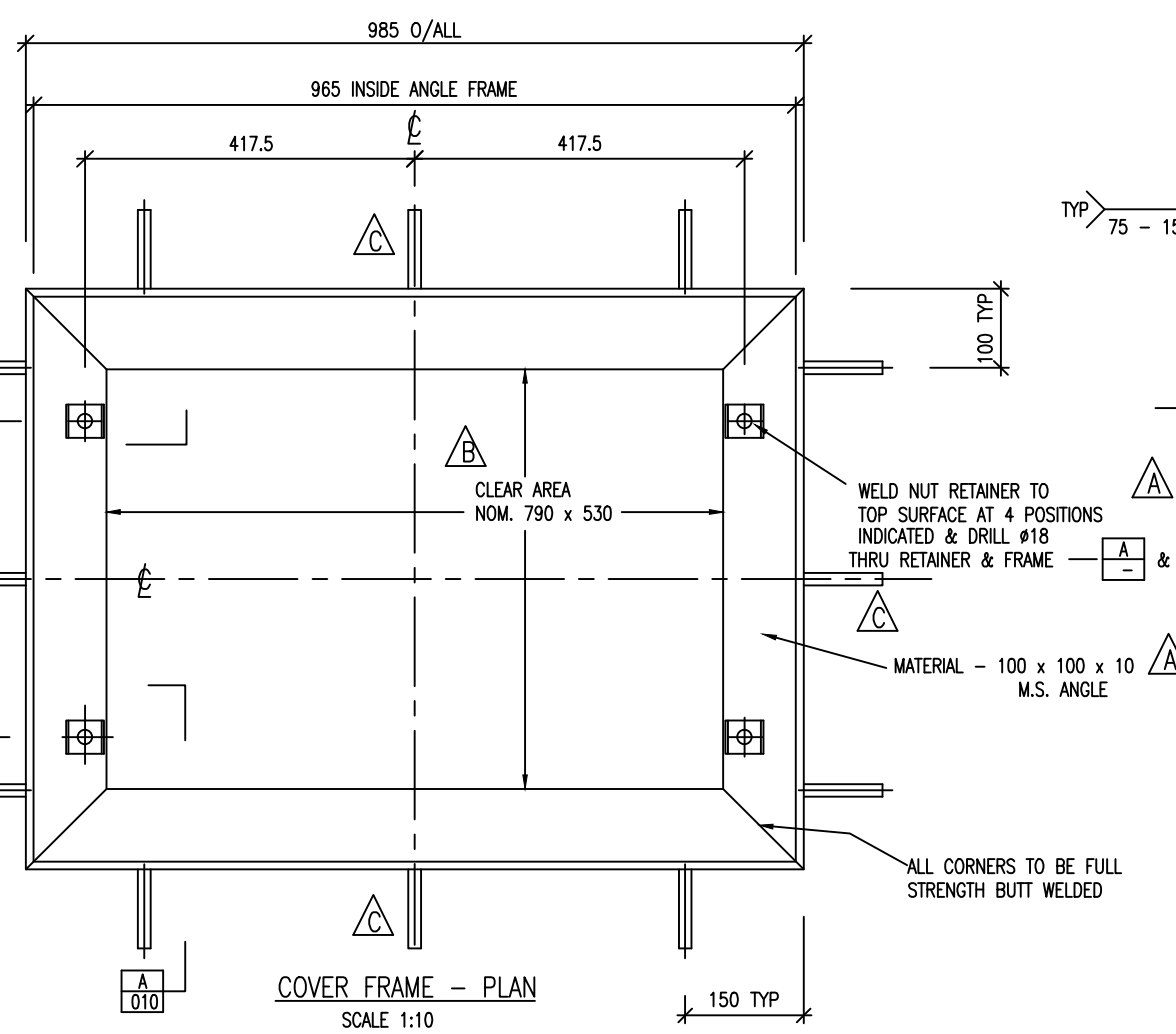 985 O/ALL
965 INSIDE ANGLE FRAME
℄
417.5
417.5
C
TYP
75 - 15
100 TYP
B
CLEAR AREA
NOM. 790 x 530
A
WELD NUT RETAINER TO
TOP SURFACE AT 4 POSITIONS
INDICATED & DRILL ø18
THRU RETAINER & FRAME
A
-
&
℄
C
MATERIAL - 100 x 100 x 10
M.S. ANGLE
A
ALL CORNERS TO BE FULL
STRENGTH BUTT WELDED
C
A
010
COVER FRAME - PLAN
SCALE 1:10
150 TYP